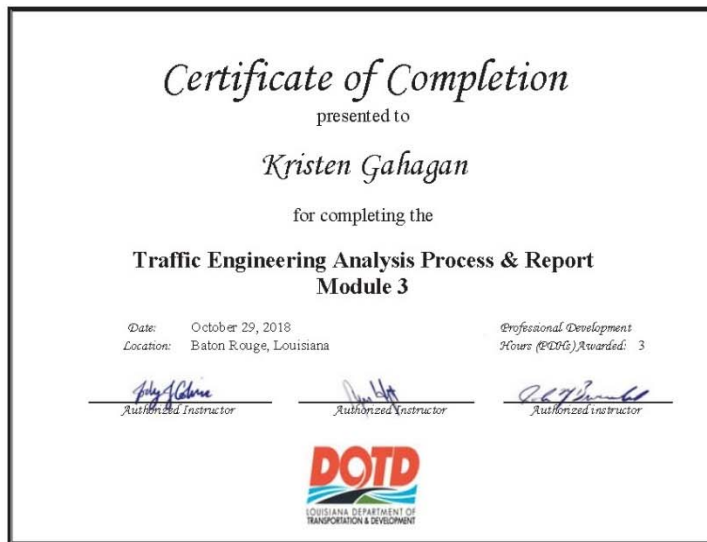 Certificate of Completion
presented to
Kristen Gahagan
for completing the
Traffic Engineering Analysis Process & Report
Module 3
Date: October 29, 2018
Location: Baton Rouge, Louisiana
Professional Development
Hours (PDHs) Awarded: 3
Authorized Instructor
Authorized Instructor
Authorized instructor
DOTD
LOUISIANA DEPARTMENT OF
TRANSPORTATION & DEVELOPMENT